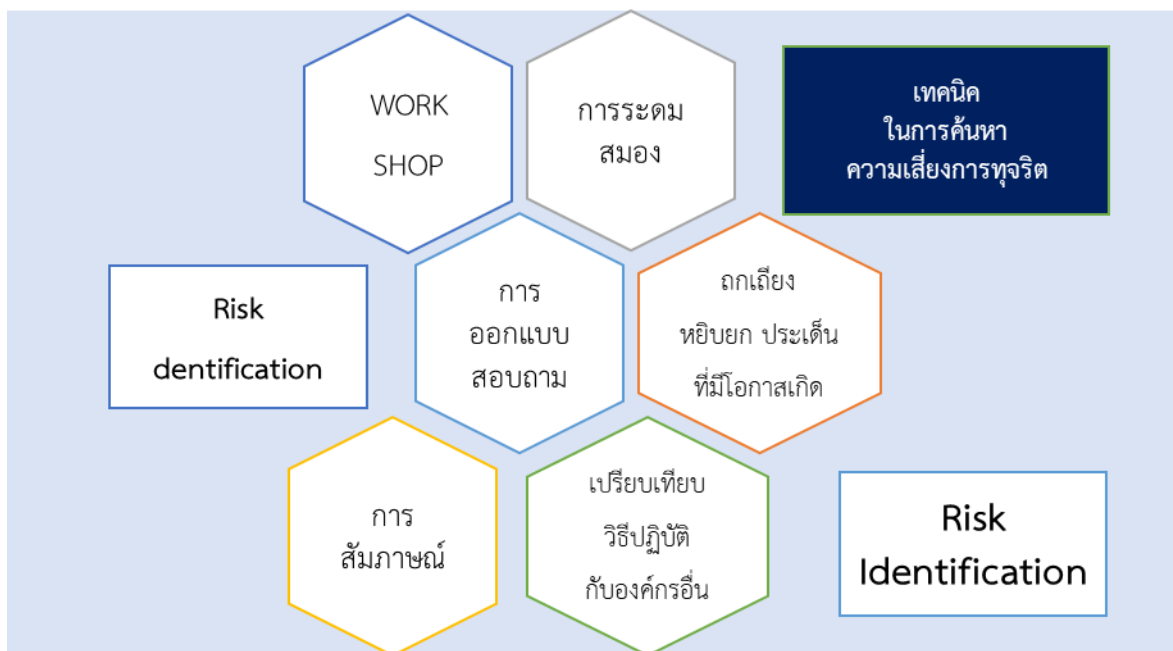 WORK
SHOP
การระดม
สมอง
เทคนิค
ในการค้นหา
ความเสี่ยงการทุจริต
Risk
dentification
การ
ออกแบบ
สอบถาม
ถกเถียง
หยิบยก ประเด็น
ที่มีโอกาสเกิด
การ
สัมภาษณ์
เปรียบเทียบ
วิธีปฏิบัติ
กับองค์กรอื่น
Risk
Identification